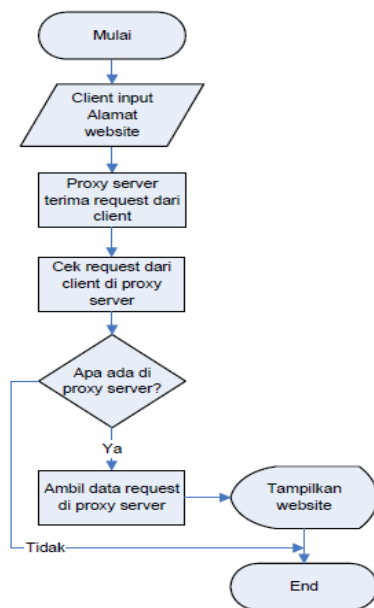 Mulai
Client input
Alamat
website
Proxy server
terima request dari
client
Cek request dari
client di proxy
server
Apa ada di
proxy server?
Ya
Ambil data request
di proxy server
Tampilkan
website
Tidak
End